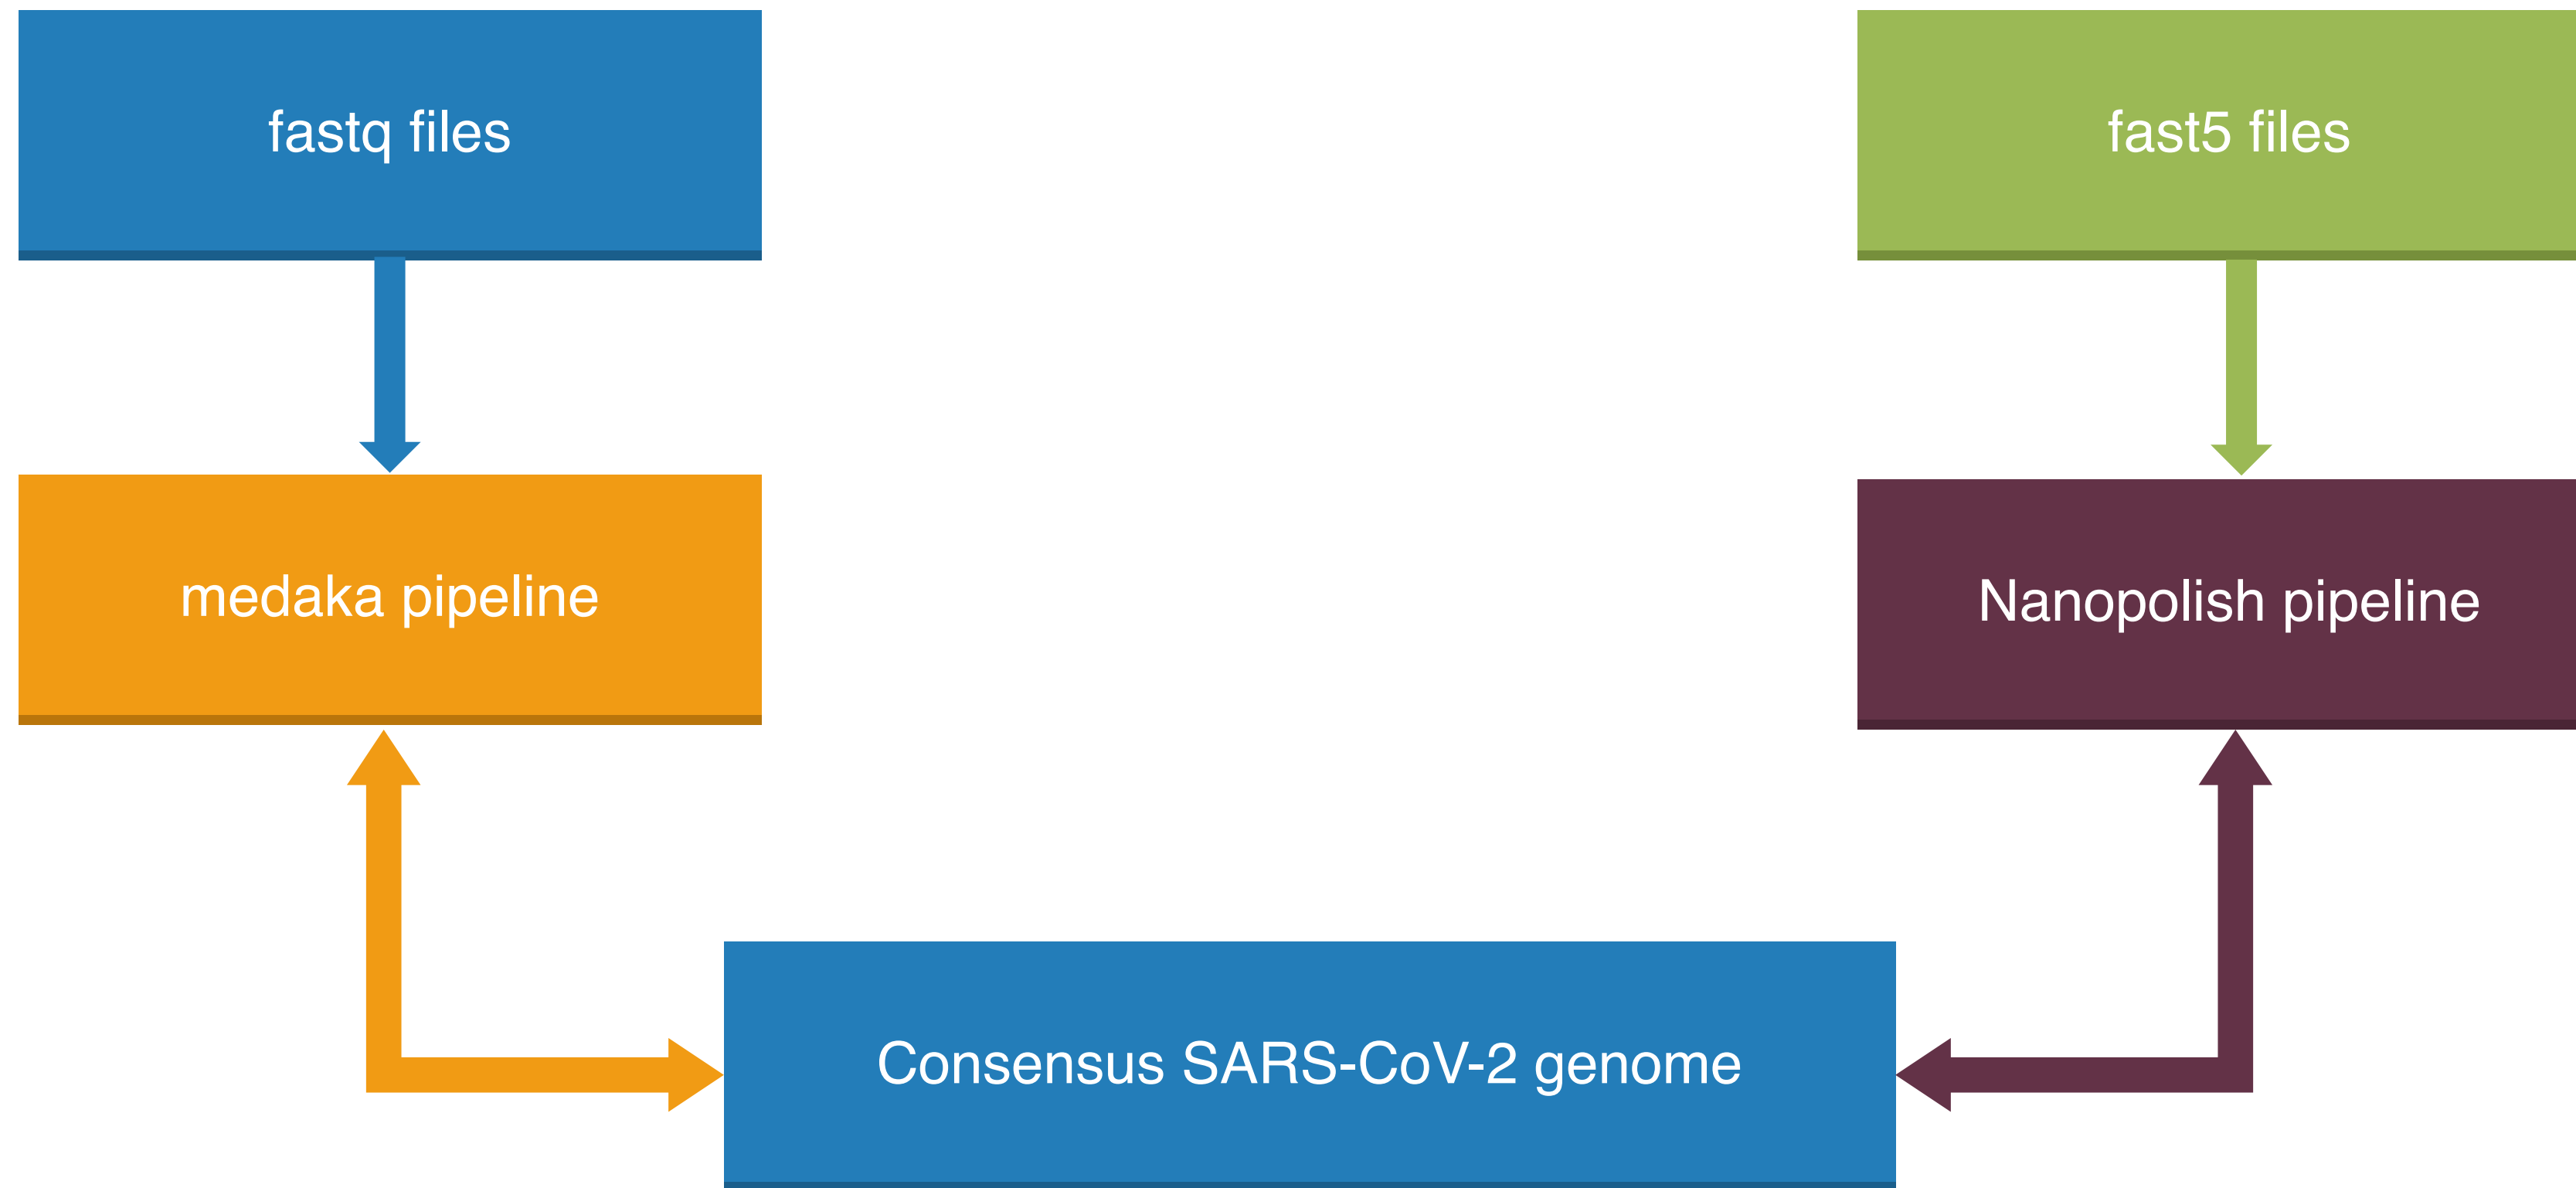 fastq files
fast5 files
medaka pipeline
Nanopolish pipeline
Consensus SARS-CoV-2 genome